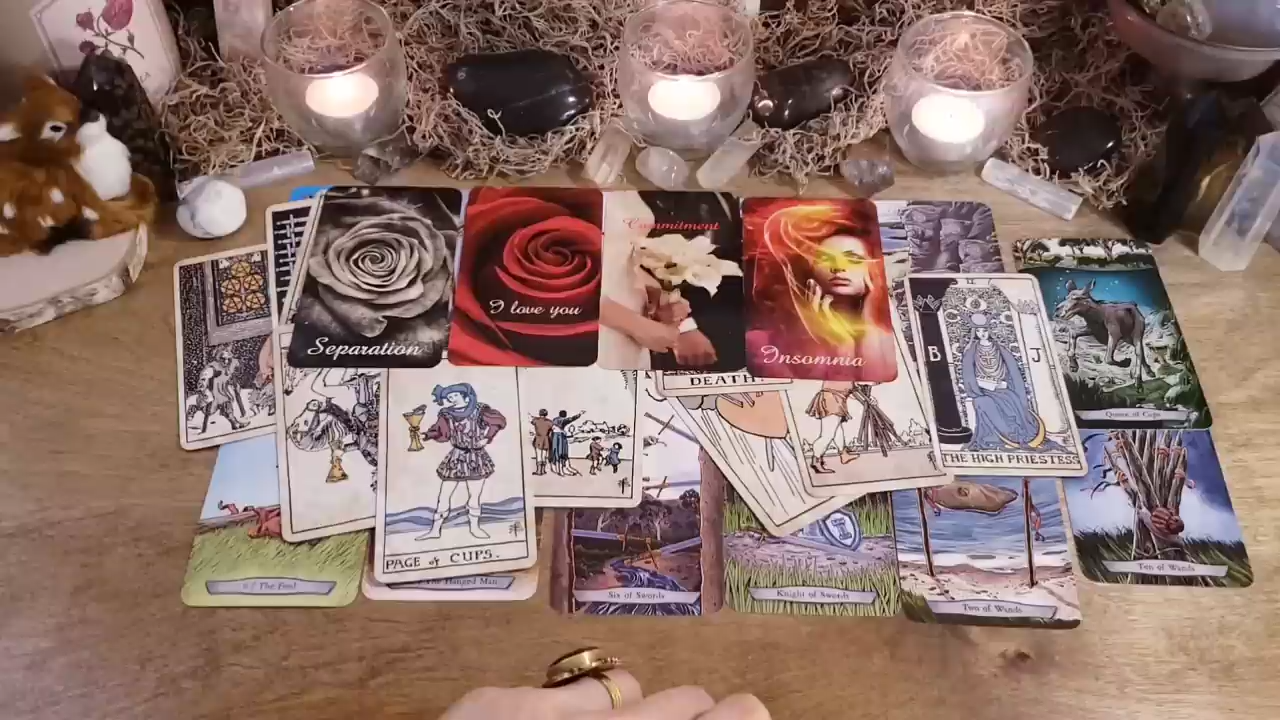 Separation
I love you
Commitment
Insomnia
DEATH.
B
J
II
THE HIGH PRIESTESS
Queen of Cups
PAGE of CUPS.
The Fool
The Hanged Man
Six of Swords
Knight of Swords
Two of Wands
Ten of Wands